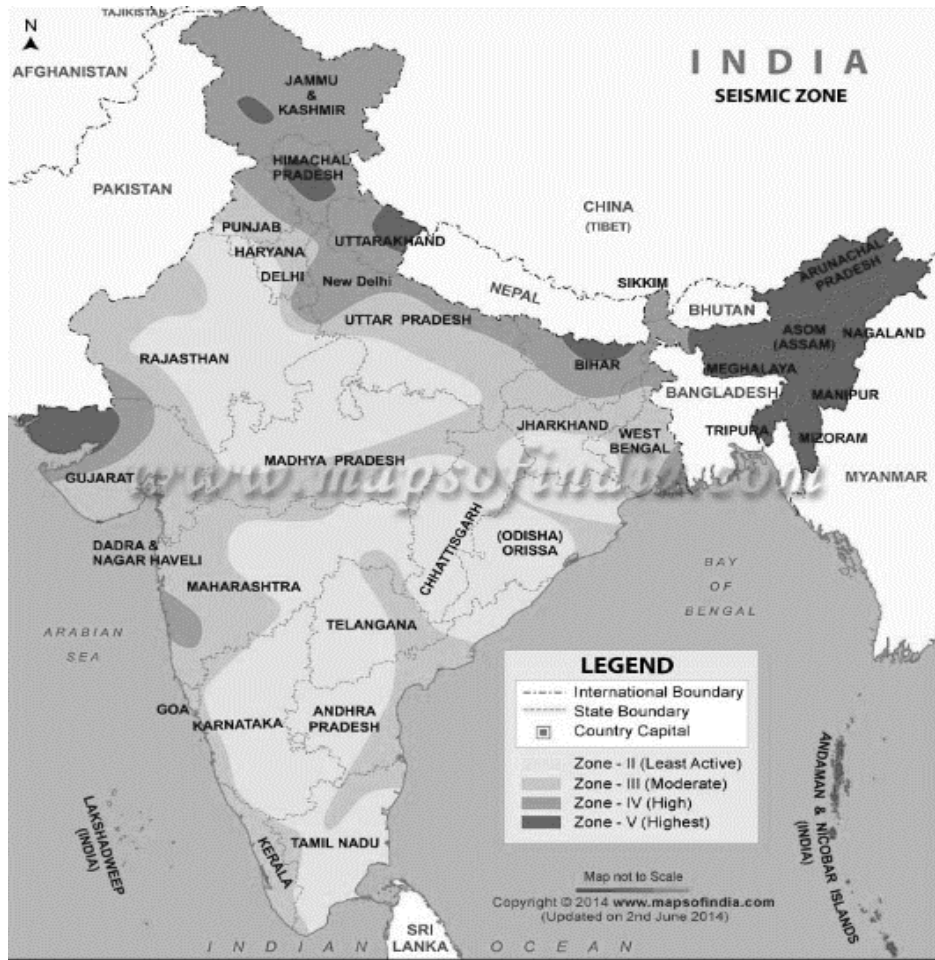 N
TAJIKISTAN
AFGHANISTAN
INDIA
SEISMIC ZONE
JAMMU
&
KASHMIR
HIMACHAL
PRADESH
PAKISTAN
CHINA
(TIBET)
PUNJAB
UTTARAKHAND
HARYANA
DELHI
New Delhi
NEPAL
SIKKIM
BHUTAN
ARUNACHAL
PRADESH
UTTAR PRADESH
ASOM
(ASSAM)
NAGALAND
RAJASTHAN
BIHAR
MEGHALAYA
BANGLADESH
MANIPUR
JHARKHAND
WEST
BENGAL
TRIPURA
MIZORAM
MADHYA PRADESH
GUJARAT
www.mapsofindia.com
MYANMAR
CHHATTISGARH
(ODISHA)
ORISSA
DADRA &
NAGAR HAVELI
MAHARASHTRA
BAY
OF
BENGAL
ARABIAN
SEA
TELANGANA
GOA
KARNATAKA
ANDHRA
PRADESH
LEGEND
International Boundary
State Boundary
Country Capital
Zone - II (Least Active)
Zone - III (Moderate)
Zone - IV (High)
Zone - V (Highest)
LAKSHADWEEP
(INDIA)
KERALA
TAMIL NADU
ANDAMAN & NICOBAR ISLANDS
(INDIA)
Map not to Scale
Copyright © 2014 www.mapsofindia.com
(Updated on 2nd June 2014)
SRI
LANKA
INDIAN OCEAN